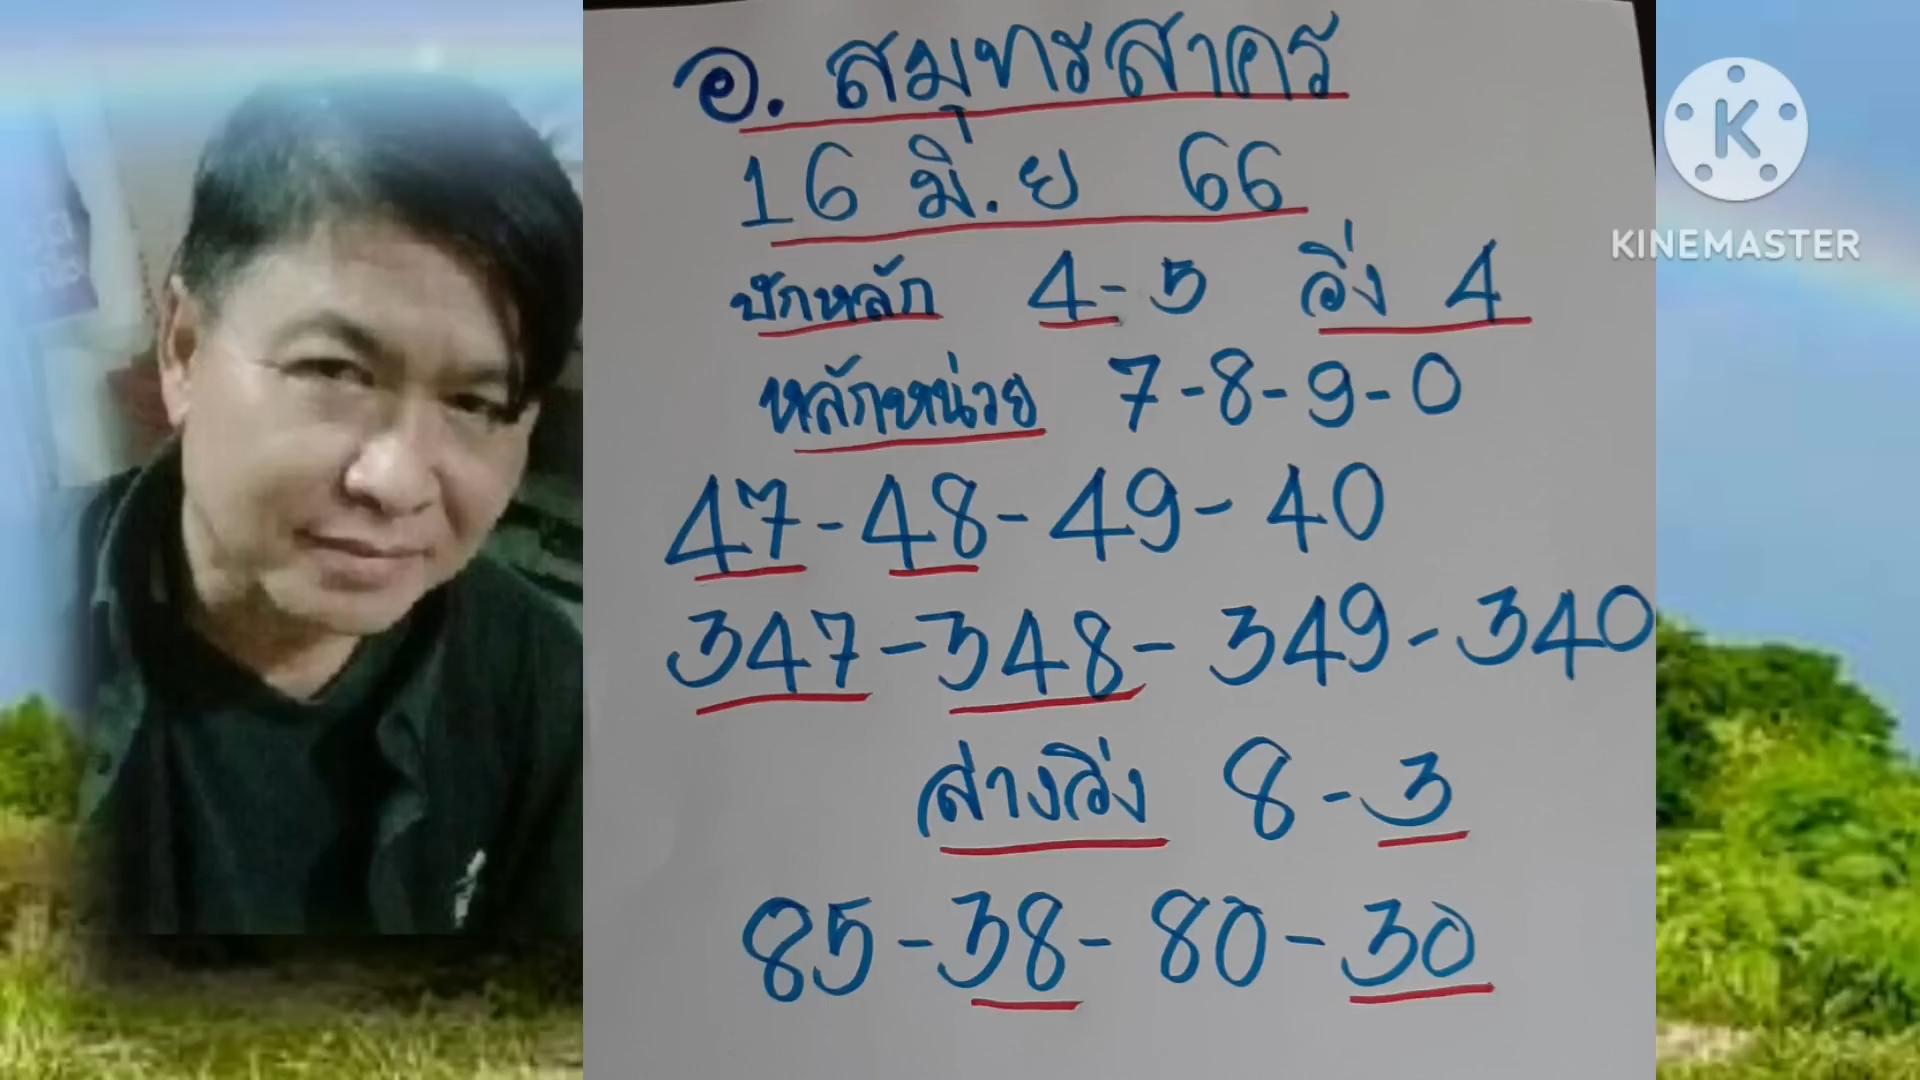 อ. สมุทรสาคร
16 มิ.ย 66
ปักหลัก 4-5 วิ่ง 4
หลักหน่วย 7-8-9-0
47-48-49-40
347-348-349-340
ล่างวิ่ง 8-3
85-38-80-30
KINEMASTER